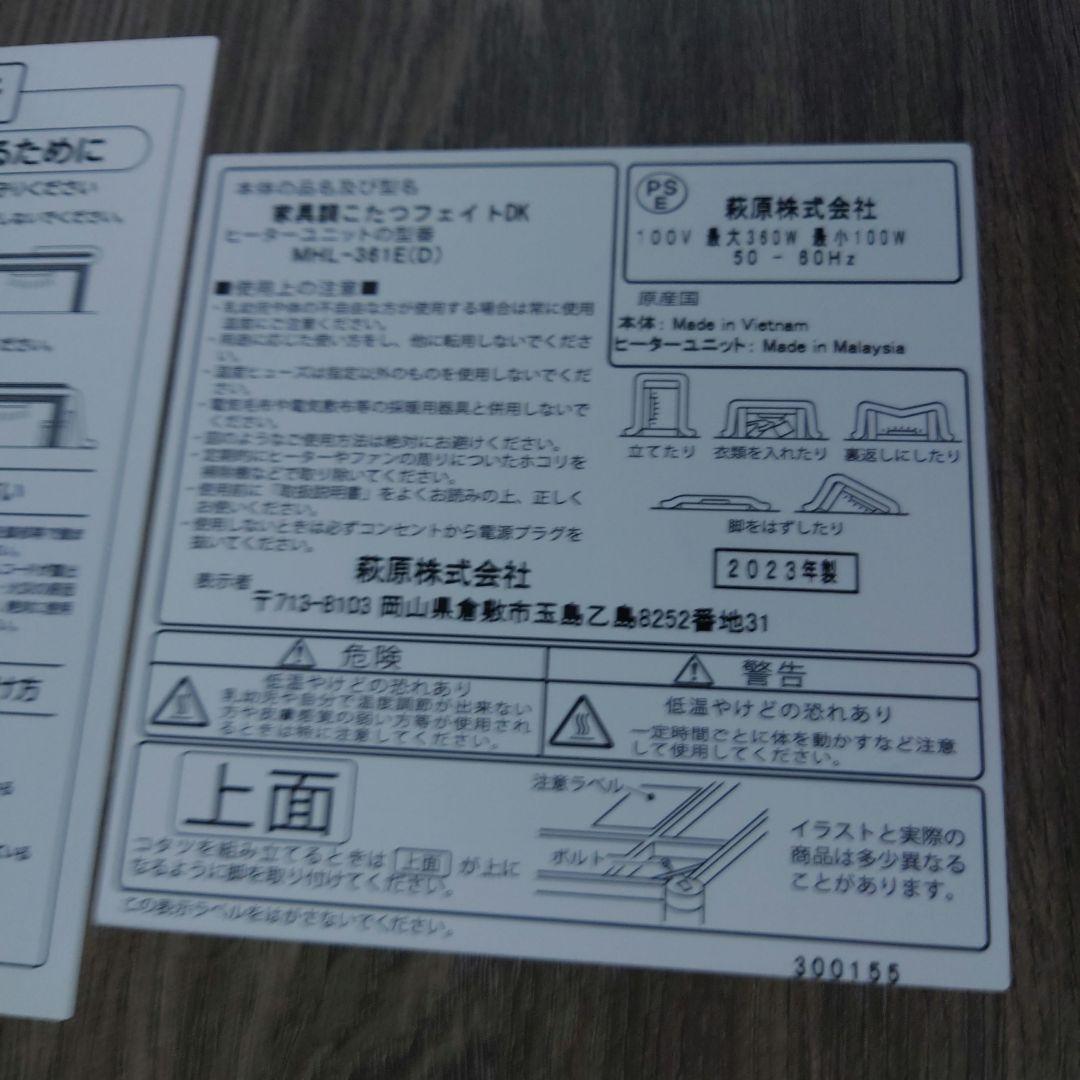 るために
守りください
しないでください。
ださい。
け方
本体の品名及び型名
家具調こたつフェイトDK
ヒーターユニットの型番
MHL-361E(D)
■使用上の注意■
・乳幼児や体の不自由な方が使用する場合は常に使用
温度にご注意ください。
・用途に応じた使い方をし、他に転用しないでくださ
い。
・温度ヒューズは指定以外のものを使用しないでくだ
さい。
・電気毛布や電気敷布等の採暖用器具と併用しないで
ください。
・図のようなご使用方法は絶対にお避けください。
・定期的にヒーターやファンの周りについたホコリを
掃除機などで取り除いてください。
・使用前に「取扱説明書」をよくお読みの上、正しく
お使いください。
・使用しないときは必ずコンセントから電源プラグを
抜いてください。
表示者 萩原株式会社
〒713-8103 岡山県倉敷市玉島乙島8252番地31
PS
E
萩原株式会社
100V 最大360W 最小100W
50 - 60Hz
原産国
本体: Made in Vietnam
ヒーターユニット: Made in Malaysia
立てたり 衣類を入れたり 裏返しにしたり
脚をはずしたり
2023年製
危険
低温やけどの恐れあり
乳幼児や自分で温度調節が出来ない
方や皮膚感覚の弱い方等が使用され
るときは特に注意してください。
警告
低温やけどの恐れあり
一定時間ごとに体を動かすなど注意
して使用してください。
上面
コタツを組み立てるときは 上面 が上に
なるように脚を取り付けてください。
注意ラベル
ボルト
イラストと実際の
商品は多少異なる
ことがあります。
この表示ラベルをはがさないでください。
300155